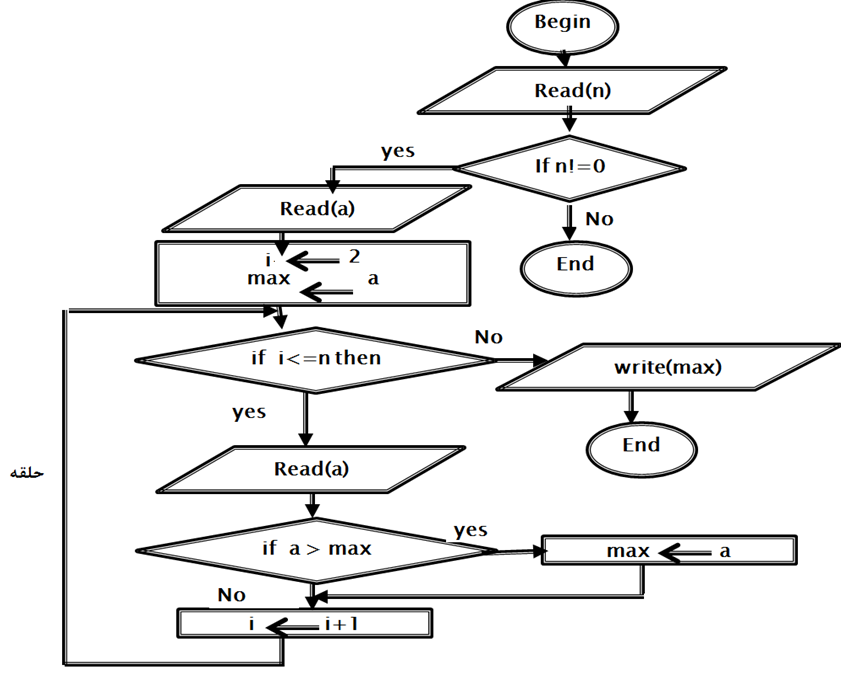 Begin
Read(n)
If n!=0
yes
No
End
Read(a)
i 2
max a
if i<=n then
No
write(max)
End
yes
Read(a)
حلقه
if a > max
yes
max a
No
i i+1